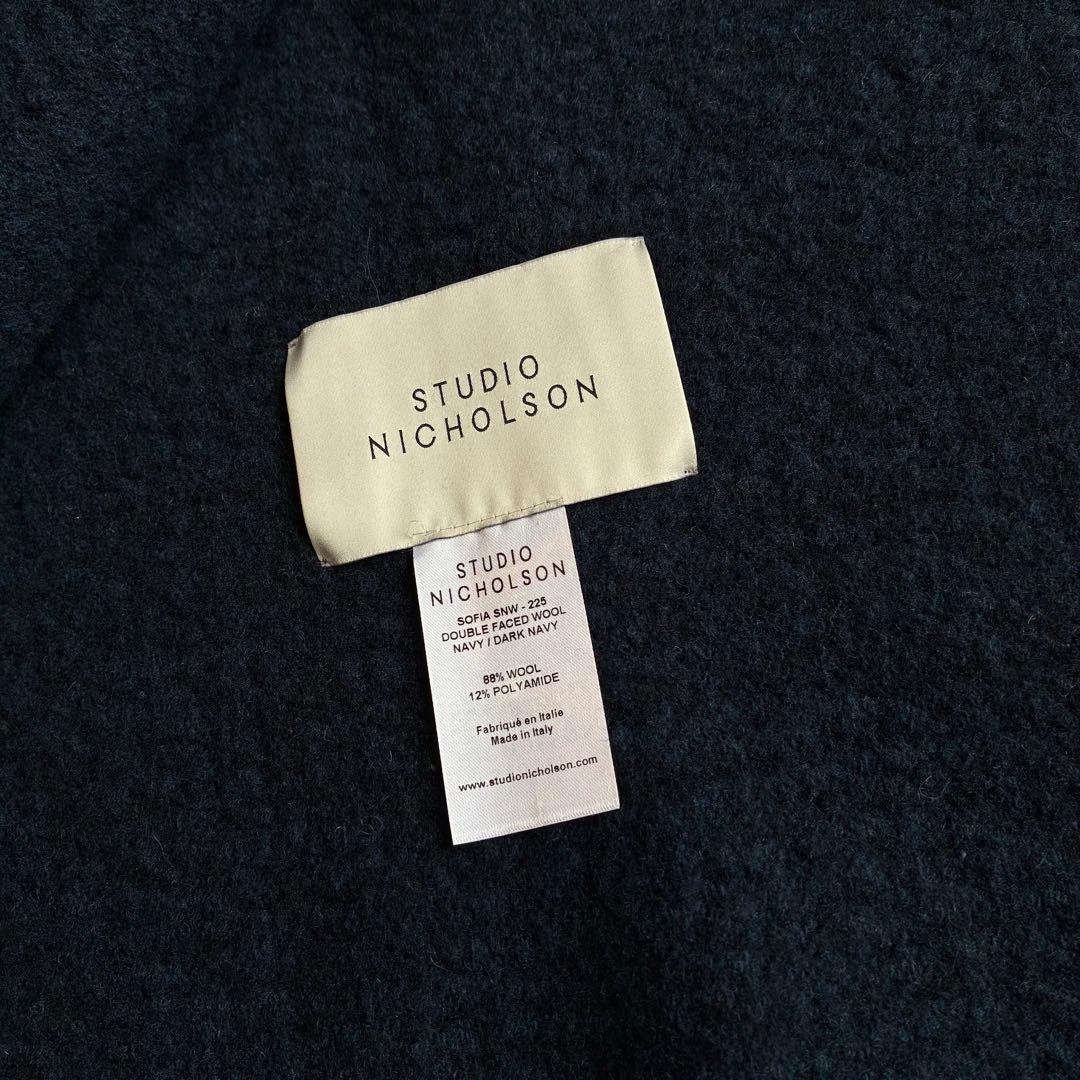 STUDIO
NICHOLSON
STUDIO
NICHOLSON
SOFIA SNW - 225
DOUBLE FACED WOOL
NAVY / DARK NAVY
88% WOOL
12% POLYAMIDE
Fabriqué en Italie
Made in Italy
www.studionicholson.com